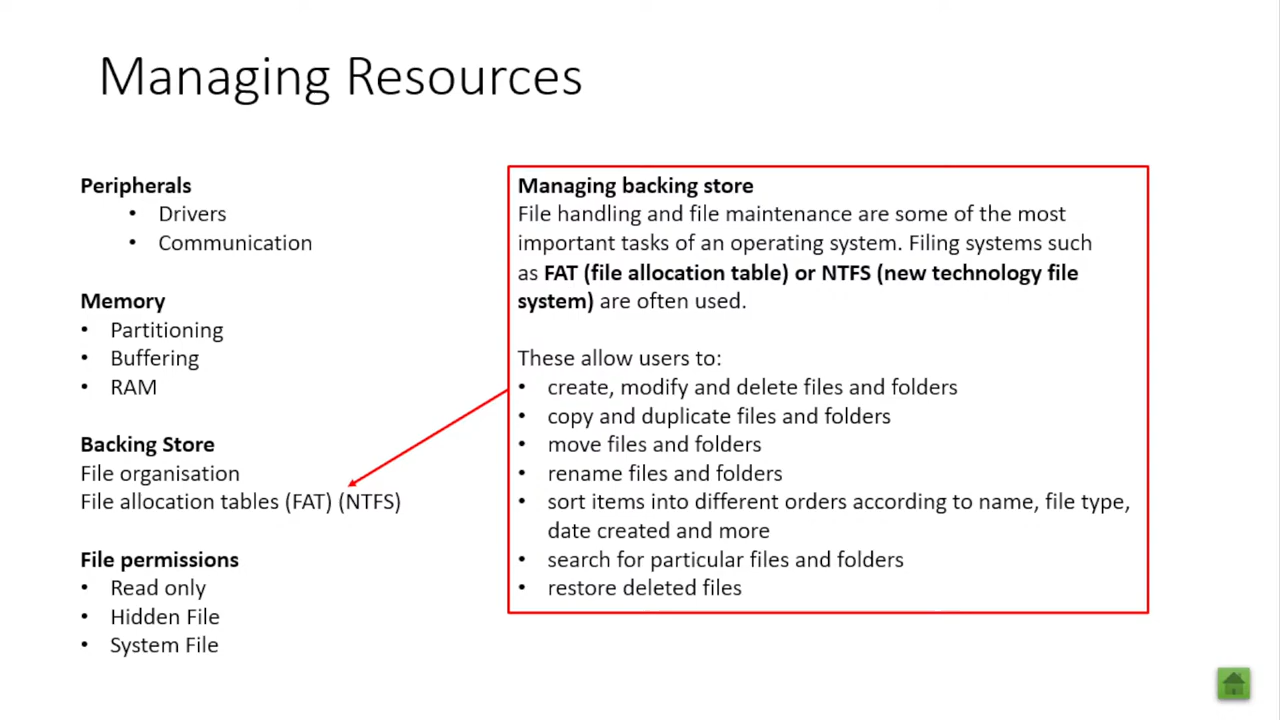 Managing Resources
Peripherals
• Drivers
• Communication
Memory
• Partitioning
• Buffering
• RAM
Backing Store
File organisation
File allocation tables (FAT) (NTFS)
File permissions
• Read only
• Hidden File
• System File
Managing backing store
File handling and file maintenance are some of the most
important tasks of an operating system. Filing systems such
as FAT (file allocation table) or NTFS (new technology file
system) are often used.
These allow users to:
• create, modify and delete files and folders
• copy and duplicate files and folders
• move files and folders
• rename files and folders
• sort items into different orders according to name, file type,
date created and more
• search for particular files and folders
• restore deleted files